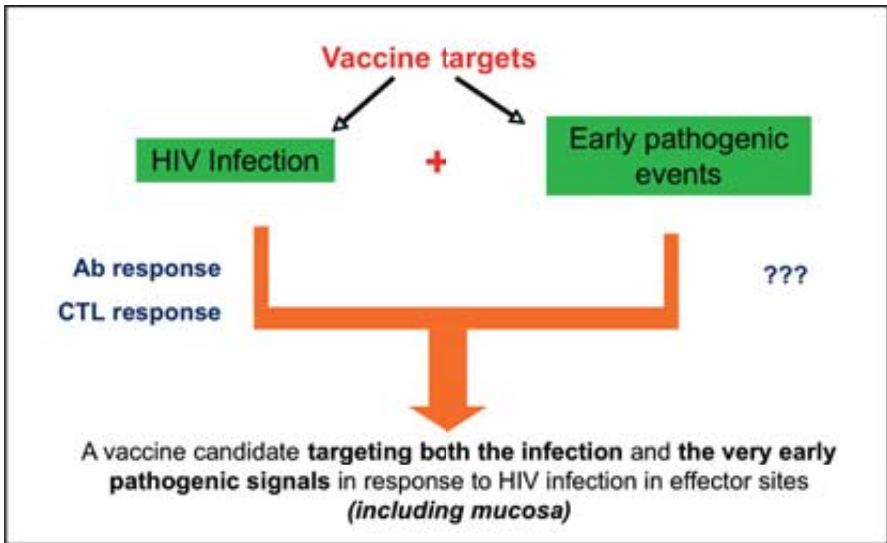 Vaccine targets
HIV Infection
+
Early pathogenic
events
Ab response
CTL response
???
A vaccine candidate targeting both the infection and the very early
pathogenic signals in response to HIV infection in effector sites
(including mucosa)